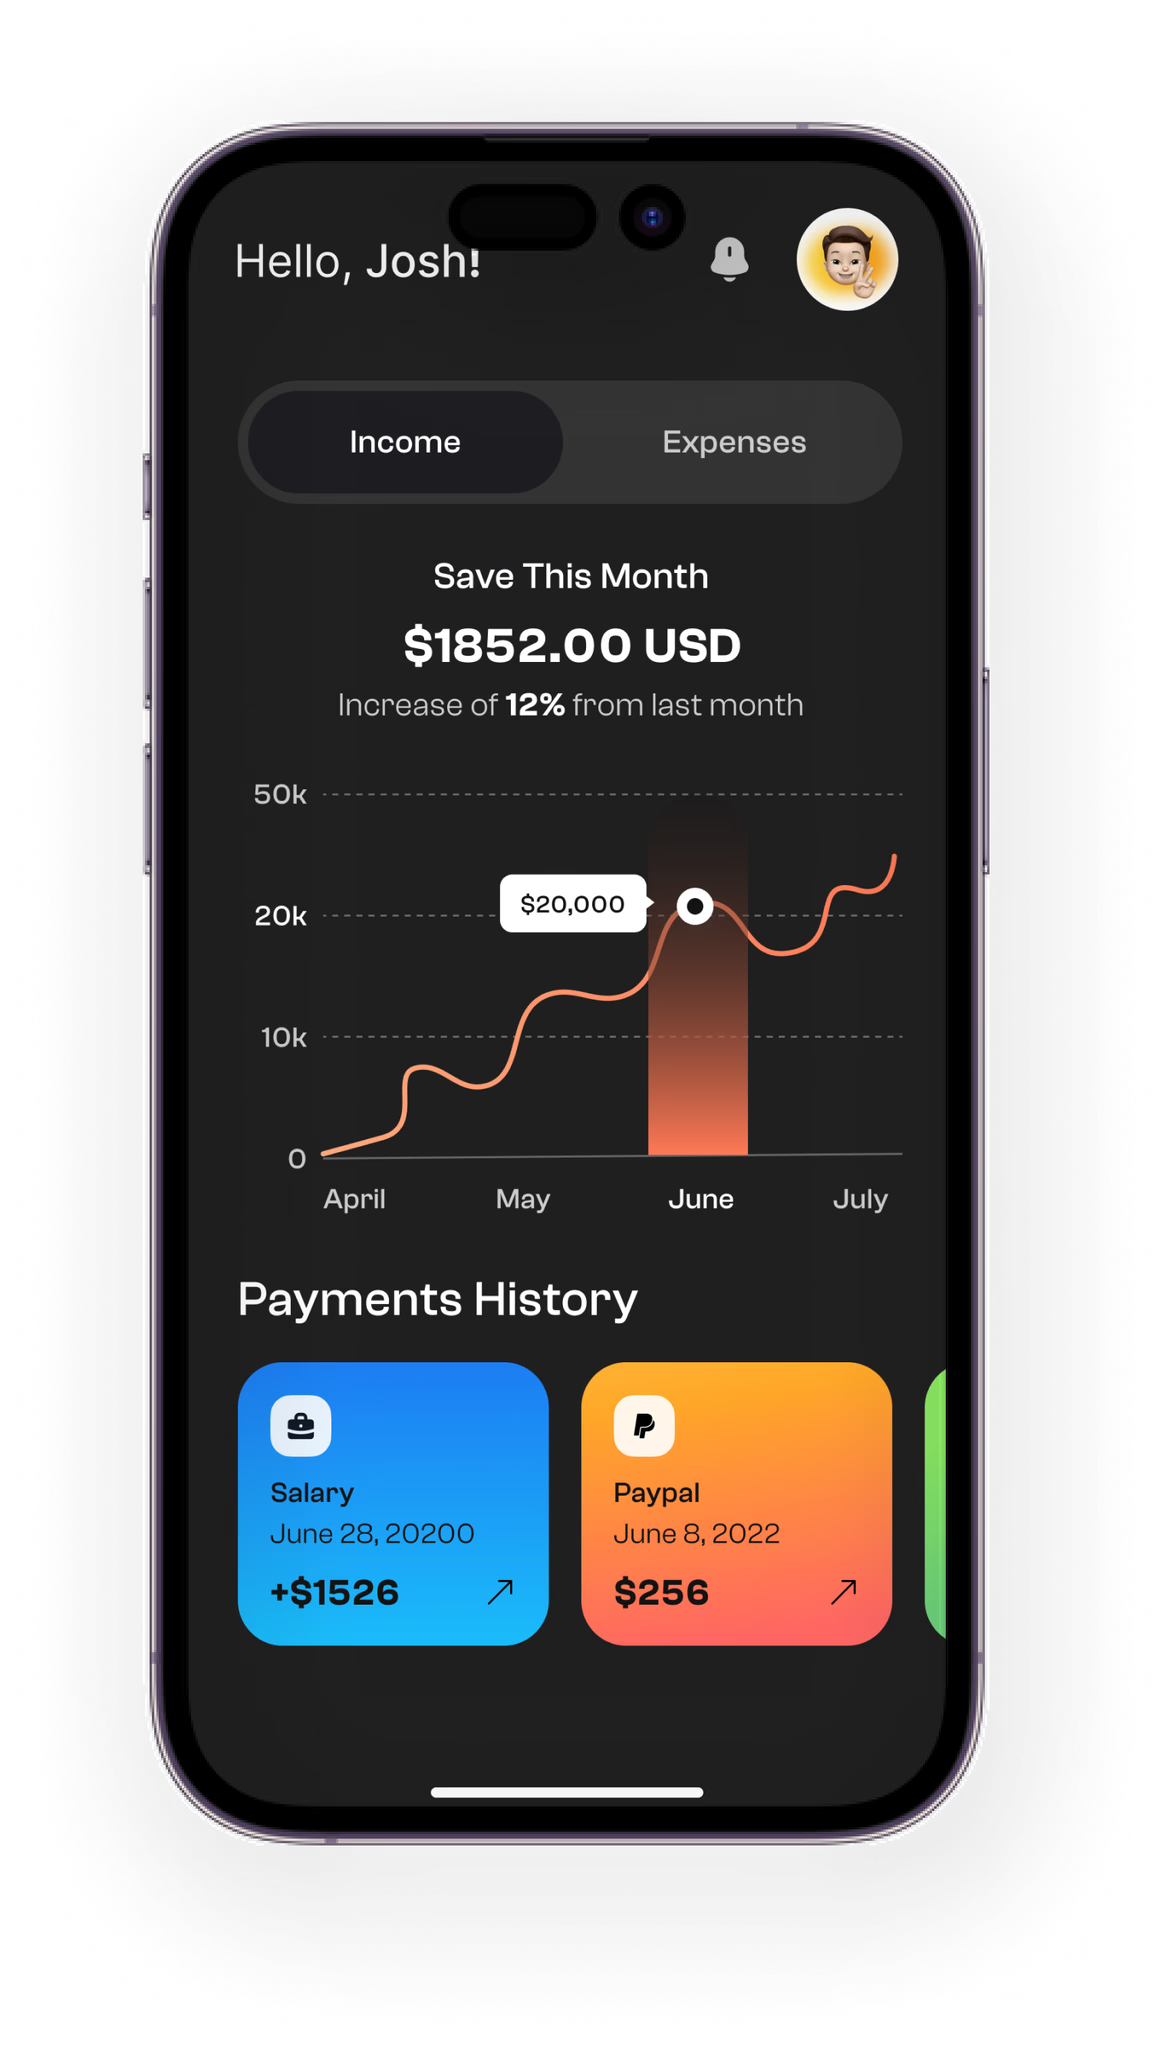 Hello, Josh!
Income
Expenses
Save This Month
$1852.00 USD
Increase of 12% from last month
50k
$20,000
20k
10k
0
April
May
June
July
Payments History
Salary
June 28, 20200
+$1526
Paypal
June 8, 2022
$256